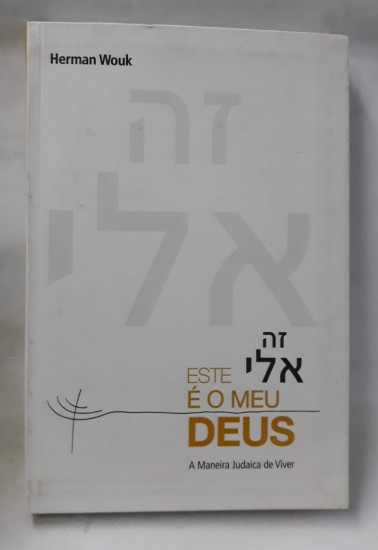 Herman Wouk
זה
אלי
זה
ESTE אלי
É O MEU
DEUS
A Maneira Judaica de Viver